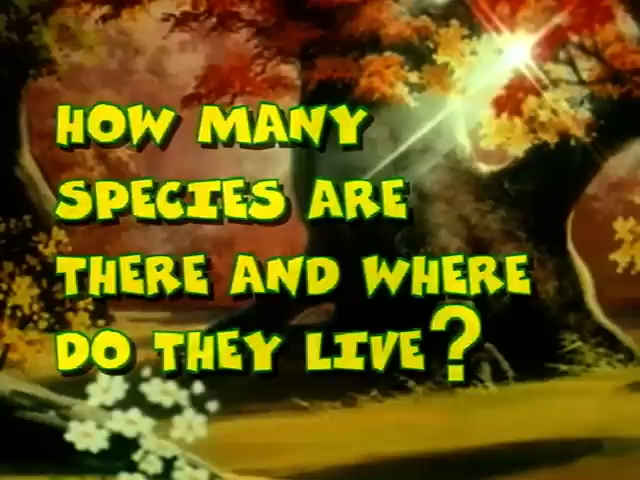 HOW MANY
SPECIES ARE
THERE AND WHERE
DO THEY LIVE?